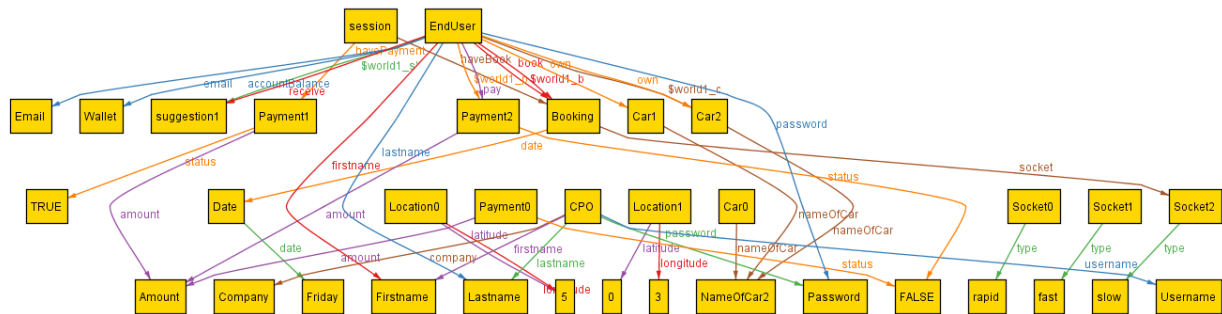 session
EndUser
havePayment
haveBook
book
own
own
$world1_s'
$world1_b
$world1_c
email
accountBalance
receive
pay
Email
Wallet
suggestion1
Payment1
Payment2
Booking
Car1
Car2
password
status
lastname
date
socket
firstname
status
TRUE
Date
Location0
Payment0
CPO
Location1
Car0
Socket0
Socket1
Socket2
amount
amount
latitude
password
nameOfCar
nameOfCar
date
company
amount
firstname
lastname
latitude
longitude
nameOfCar
status
username
type
type
type
Amount
Company
Friday
Firstname
Lastname
5
0
3
NameOfCar2
Password
FALSE
rapid
fast
slow
Username